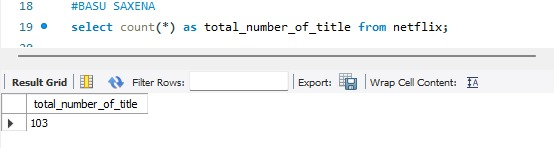 18 #BASU SAXENA
19 select count(*) as total_number_of_title from netflix;
Result Grid Filter Rows: Export: Wrap Cell Content: IA
total_number_of_title
103